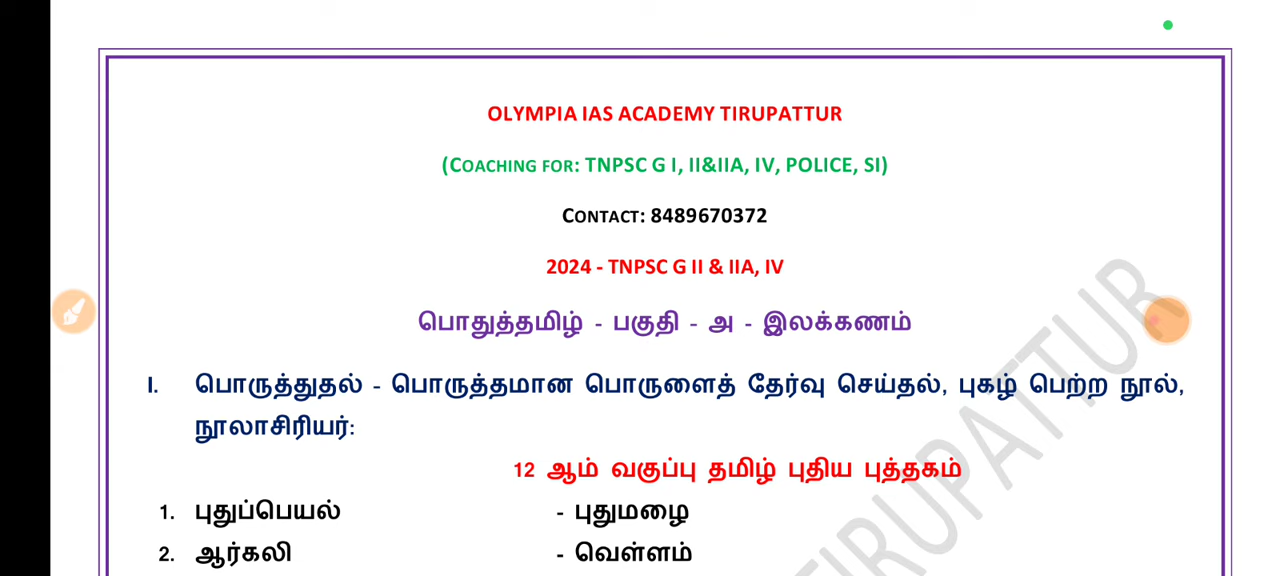 OLYMPIA IAS ACADEMY TIRUPATTUR
(COACHING FOR: TNPSC G I, II&IIA, IV, POLICE, SI)
CONTACT: 8489670372
2024 - TNPSC G II & IIA, IV
பொதுத்தமிழ் - பகுதி - அ - இலக்கணம்
I. பொருத்துதல் - பொருத்தமான பொருளைத் தேர்வு செய்தல், புகழ் பெற்ற நூல்,
நூலாசிரியர்:
12 ஆம் வகுப்பு தமிழ் புதிய புத்தகம்
1. புதுப்பெயல் - புதுமழை
2. ஆர்கலி - வெள்ளம்
TIRUPATTUR